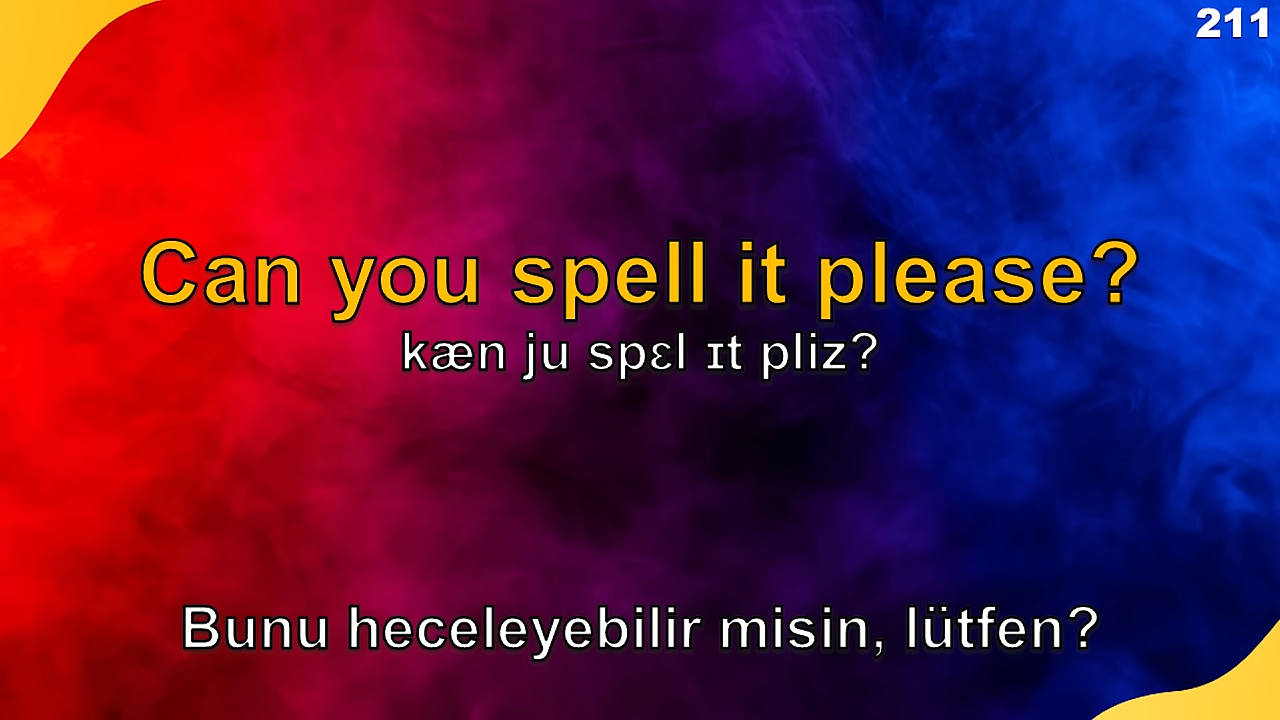 211
Can you spell it please?
kæn ju spɛl ɪt pliz?
Bunu heceleyebilir misin, lütfen?